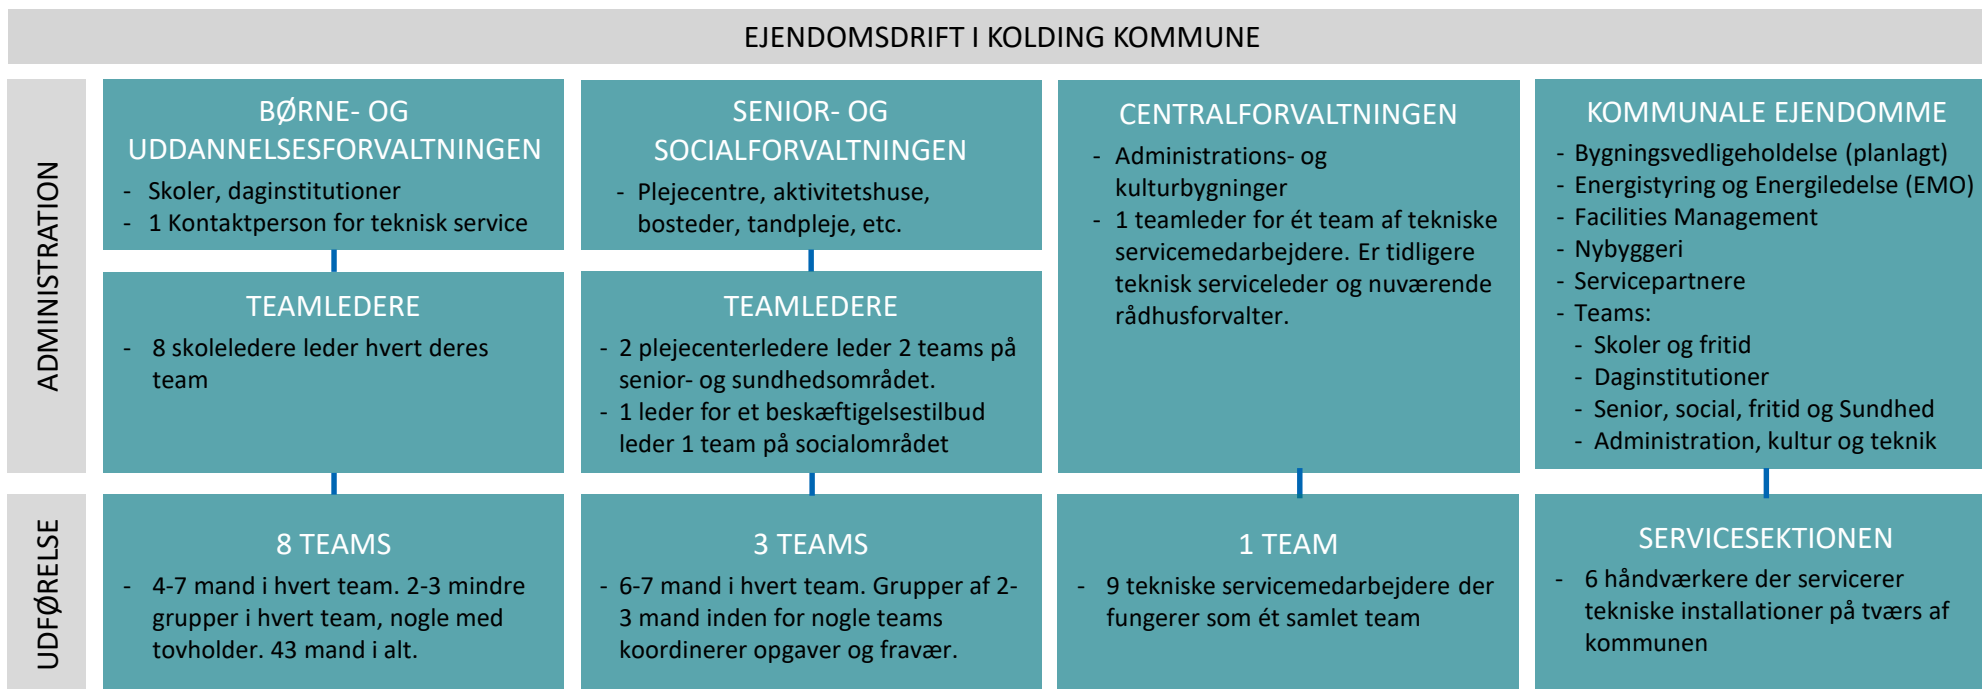 EJENDOMSDRIFT I KOLDING KOMMUNE
ADMINISTRATION
BØRNE- OG
UDDANNELSESFORVALTNINGEN
- Skoler, daginstitutioner
- 1 Kontaktperson for teknisk service
TEAMLEDERE
- 8 skoleledere leder hvert deres
team
SENIOR- OG
SOCIALFORVALTNINGEN
- Plejecentre, aktivitetshuse,
bosteder, tandpleje, etc.
TEAMLEDERE
- 2 plejecenterledere leder 2 teams på
senior- og sundhedsområdet.
- 1 leder for et beskæftigelsestilbud
leder 1 team på socialområdet
CENTRALFORVALTNINGEN
- Administrations- og
kulturbygninger
- 1 teamleder for ét team af tekniske
servicemedarbejdere. Er tidligere
teknisk serviceleder og nuværende
rådhusforvalter.
KOMMUNALE EJENDOMME
- Bygningsvedligeholdelse (planlagt)
- Energistyring og Energiledelse (EMO)
- Facilities Management
- Nybyggeri
- Servicepartnere
- Teams:
- Skoler og fritid
- Daginstitutioner
- Senior, social, fritid og Sundhed
- Administration, kultur og teknik
UDFØRELSE
8 TEAMS
- 4-7 mand i hvert team. 2-3 mindre
grupper i hvert team, nogle med
tovholder. 43 mand i alt.
3 TEAMS
- 6-7 mand i hvert team. Grupper af 2-
3 mand inden for nogle teams
koordinerer opgaver og fravær.
1 TEAM
- 9 tekniske servicemedarbejdere der
fungerer som ét samlet team
SERVICESEKTIONEN
- 6 håndværkere der servicerer
tekniske installationer på tværs af
kommunen